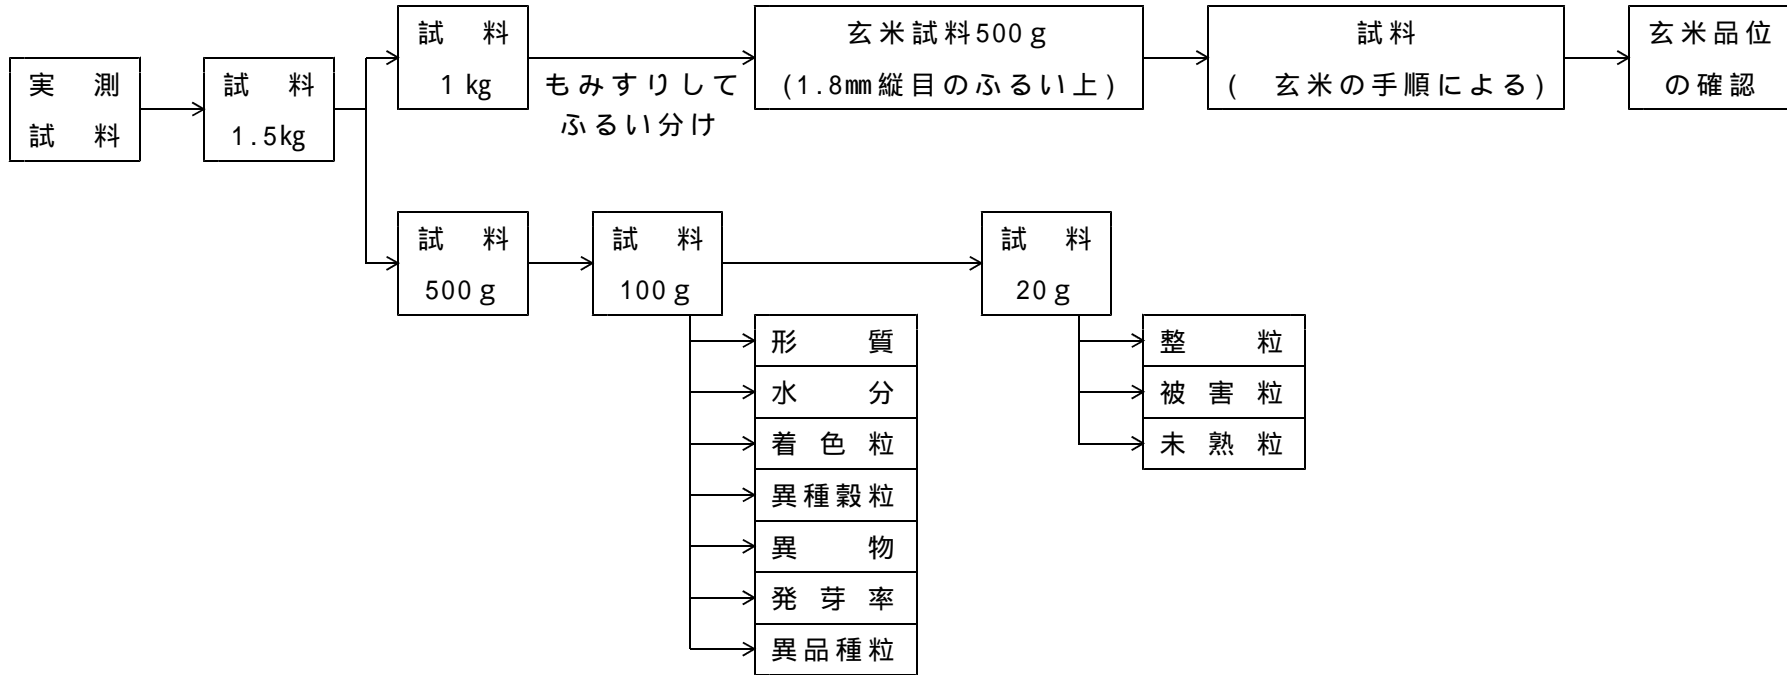 実測
試料
試料
1.5kg
試料
1kg
もみすりして
ふるい分け
玄米試料500g
(1.8㎜縦目のふるい上)
試料
(　玄米の手順による)
玄米品位
の確認
試料
500g
試料
100g
試料
20g
形質
水分
着色粒
異種穀粒
異物
発芽率
異品種粒
整粒
被害粒
未熟粒